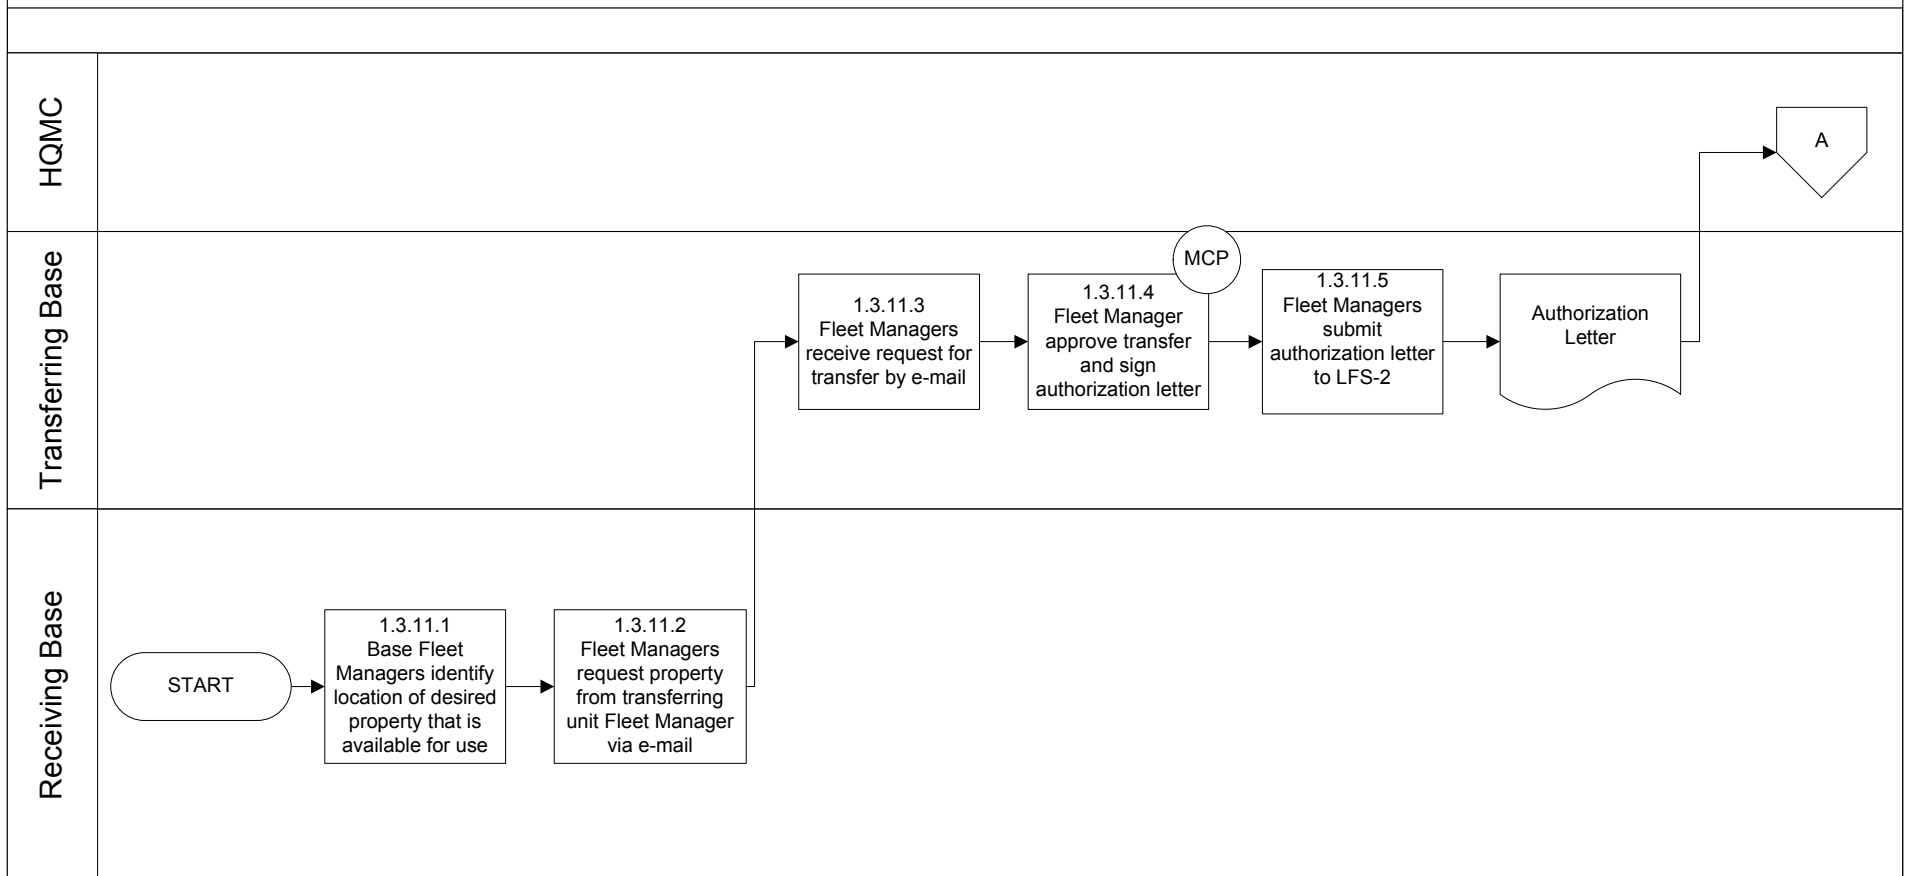 HQMC
A
Transferring Base
MCP
1.3.11.3
Fleet Managers
receive request for
transfer by e-mail
1.3.11.4
Fleet Manager
approve transfer
and sign
authorization letter
1.3.11.5
Fleet Managers
submit
authorization letter
to LFS-2
Authorization
Letter
Receiving Base
START
1.3.11.1
Base Fleet
Managers identify
location of desired
property that is
available for use
1.3.11.2
Fleet Managers
request property
from transferring
unit Fleet Manager
via e-mail